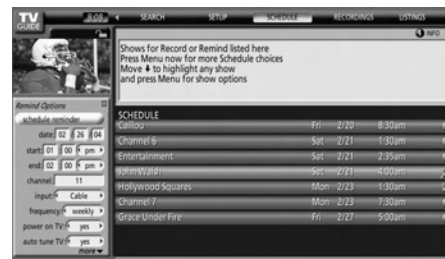 TV GUIDE
8:09
SEARCH SETUP SCHEDULE RECORDINGS LISTINGS
INFO
Shows for Record or Remind listed here
Press Menu now for more Schedule choices
Move to highlight any show
and press Menu for show options
Remind Options
schedule reminder
date: 02 / 26 / 04
start: 01 : 00 pm
end: 02 : 00 pm
channel: 11
input: Cable
frequency: weekly
power on TV: yes
auto tune TV: yes
more
SCHEDULE
Caillou Fri 2/20 8:30am
Channel 6 Sat 2/21 1:30am
Entertainment Sat 2/21 2:35am
John Walsh Sat 2/21 4:00am
Hollywood Squares Mon 2/23 1:30am
Channel 7 Mon 2/23 7:30am
Grace Under Fire Fri 2/27 5:00am